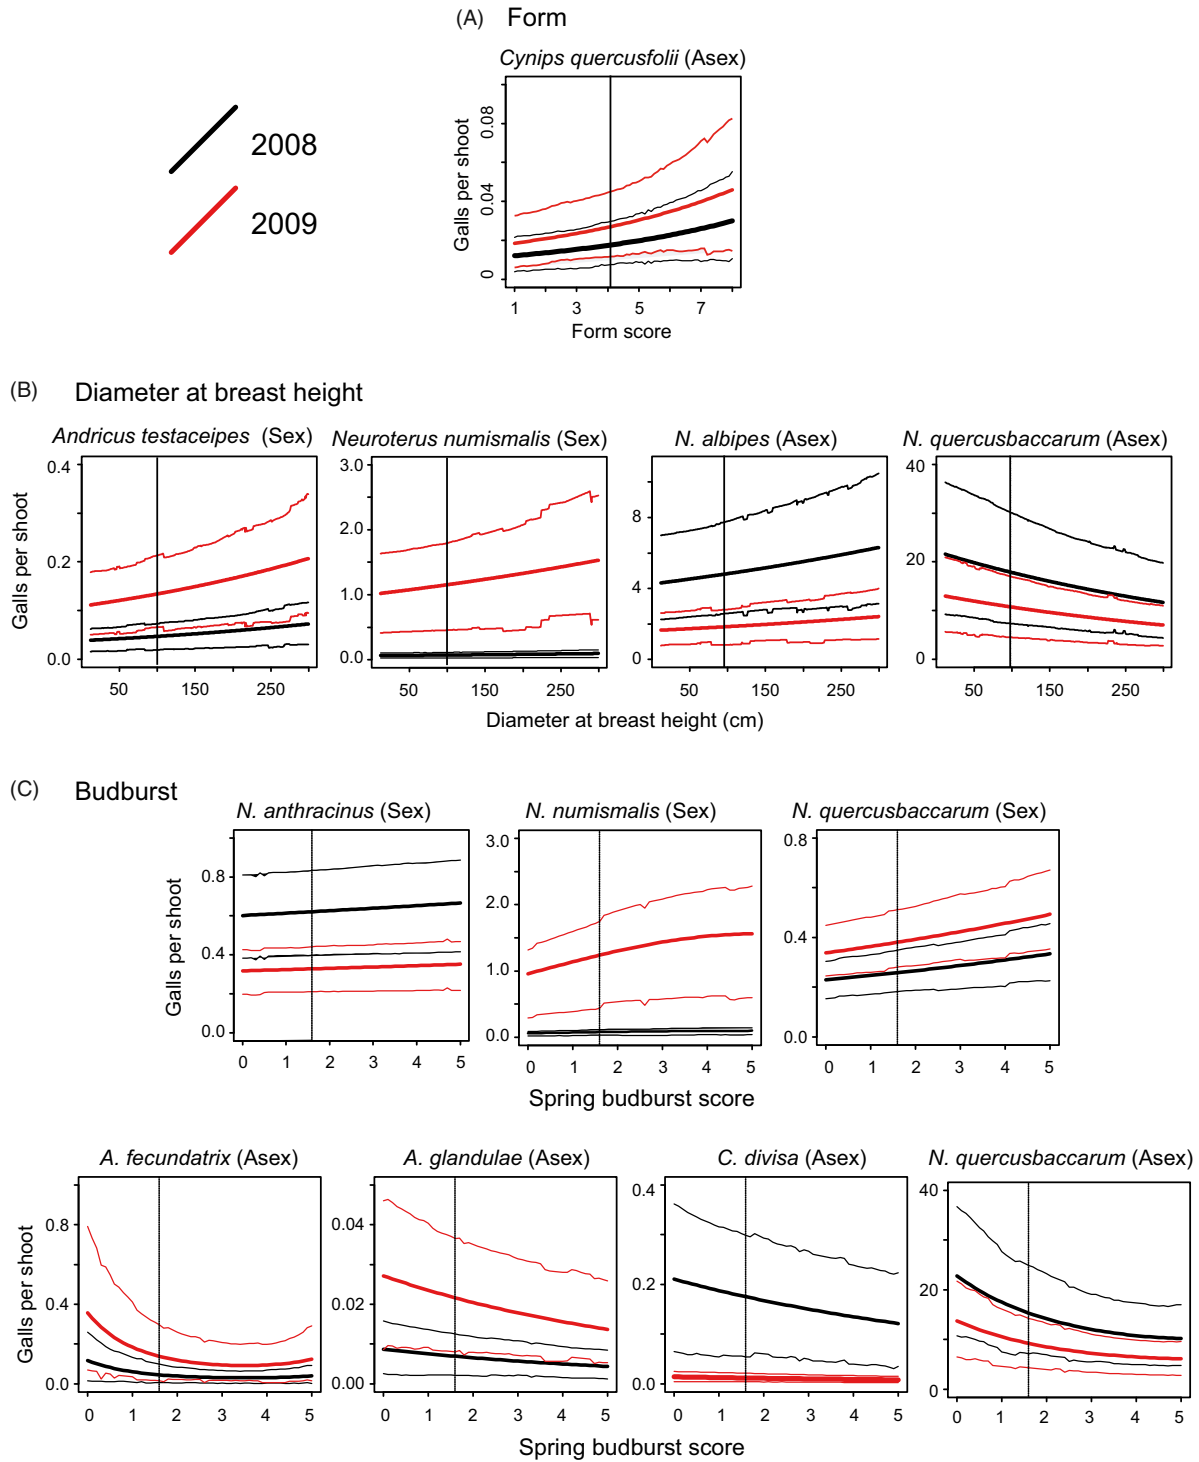 (A) Form
Cynips quercusfolii (Asex)
2008
2009
Galls per shoot
0.08
0.04
0
1 3 5 7
Form score
(B) Diameter at breast height
Andricus testaceipes (Sex)
Neuroterus numismalis (Sex)
N. albipes (Asex)
N. quercusbaccarum (Asex)
Galls per shoot
0.4
0.2
0.0
50 150 250
3.0
2.0
1.0
0.0
50 150 250
8
4
0
50 150 250
40
20
0
50 150 250
Diameter at breast height (cm)
(C) Budburst
N. anthracinus (Sex)
N. numismalis (Sex)
N. quercusbaccarum (Sex)
Galls per shoot
0.8
0.4
0.0
0 1 2 3 4 5
3.0
2.0
1.0
0.0
0 1 2 3 4 5
0.8
0.4
0.0
0 1 2 3 4 5
Spring budburst score
A. fecundatrix (Asex)
A. glandulae (Asex)
C. divisa (Asex)
N. quercusbaccarum (Asex)
Galls per shoot
0.8
0.4
0.0
0 1 2 3 4 5
0.04
0.02
0.00
0 1 2 3 4 5
0.4
0.2
0.0
0 1 2 3 4 5
40
20
0
0 1 2 3 4 5
Spring budburst score